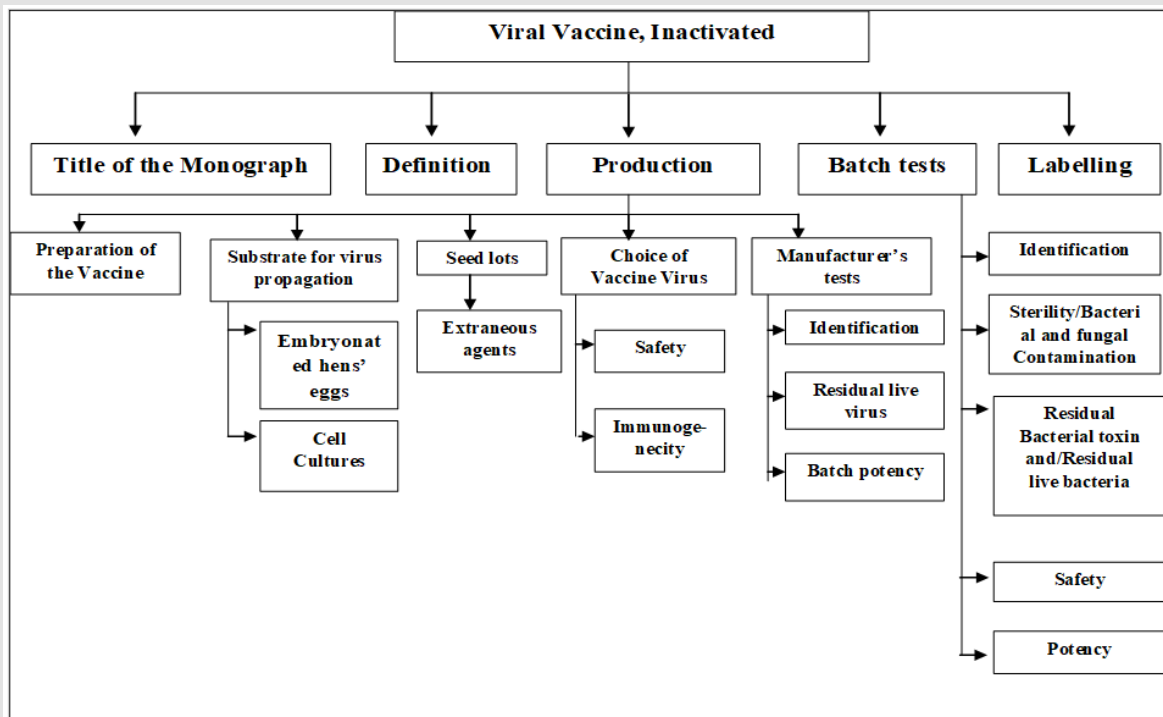 Viral Vaccine, Inactivated
Title of the Monograph
Definition
Production
Batch tests
Labelling
Preparation of
the Vaccine
Substrate for virus
propagation
Embryonat
ed hens’
eggs
Cell
Cultures
Seed lots
Extraneous
agents
Choice of
Vaccine Virus
Safety
Immunoge-
necity
Manufacturer’s
tests
Identification
Residual live
virus
Batch potency
Identification
Sterility/Bacteri
al and fungal
Contamination
Residual
Bacterial toxin
and/Residual
live bacteria
Safety
Potency